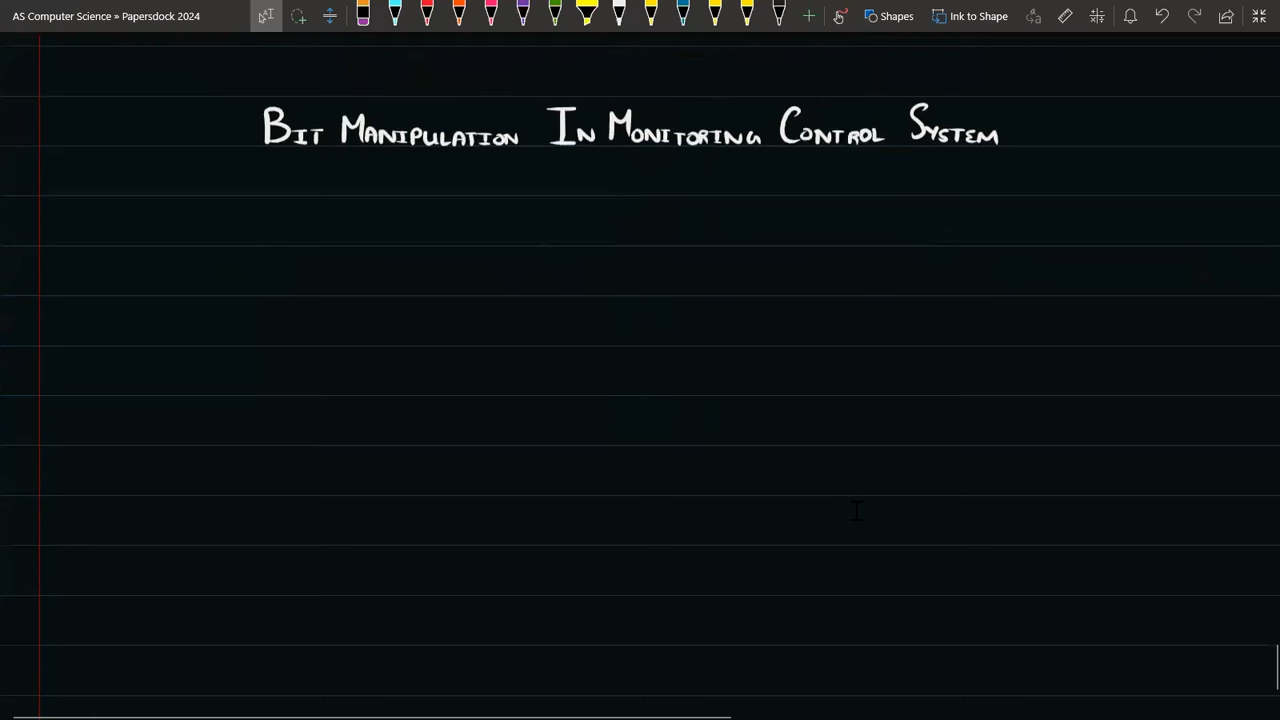 AS Computer Science » Papersdock 2024
Shapes
Ink to Shape
BIT MANIPULATION IN MONITORING CONTROL SYSTEM